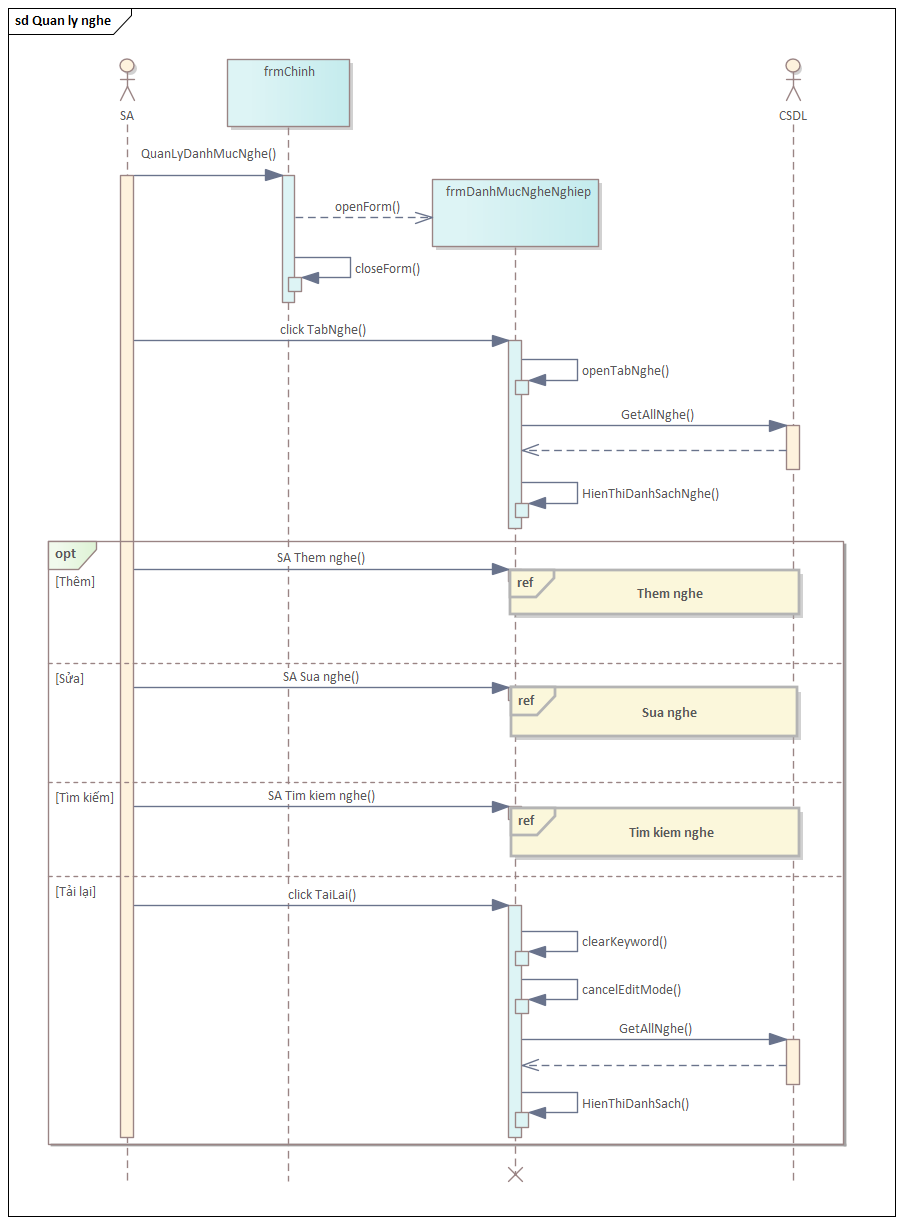 sd Quan ly nghe
frmChinh
SA
CSDL
QuanLyDanhMucNghe()
frmDanhMucNgheNghiep
openForm()
closeForm()
click TabNghe()
openTabNghe()
GetAllNghe()
HienThiDanhSachNghe()
opt
SA Them nghe()
[Thêm]
ref
Them nghe
[Sửa]
SA Sua nghe()
ref
Sua nghe
[Tìm kiếm]
SA Tim kiem nghe()
ref
Tim kiem nghe
[Tải lại]
click TaiLai()
clearKeyword()
cancelEditMode()
GetAllNghe()
HienThiDanhSach()